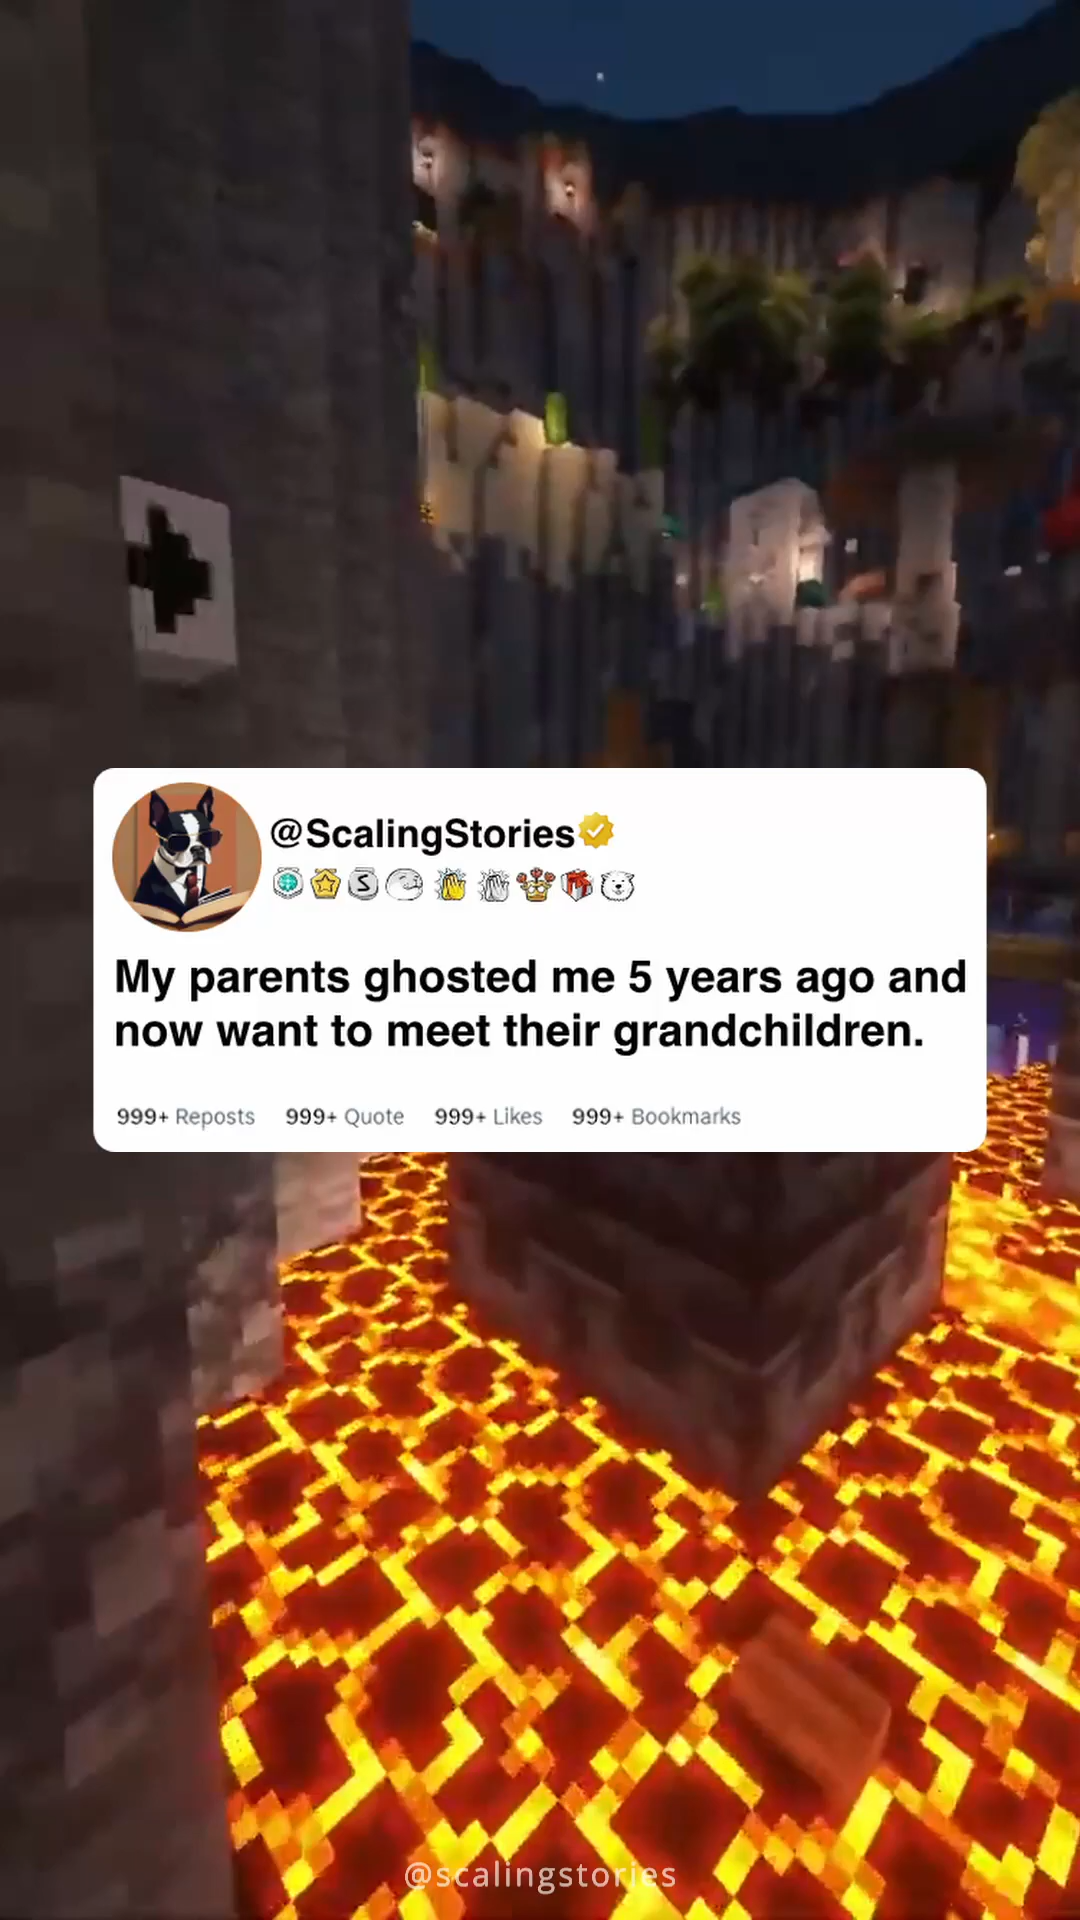 @ScalingStories
My parents ghosted me 5 years ago and
now want to meet their grandchildren.
999+ Reposts 999+ Quote 999+ Likes 999+ Bookmarks
@scalingstories